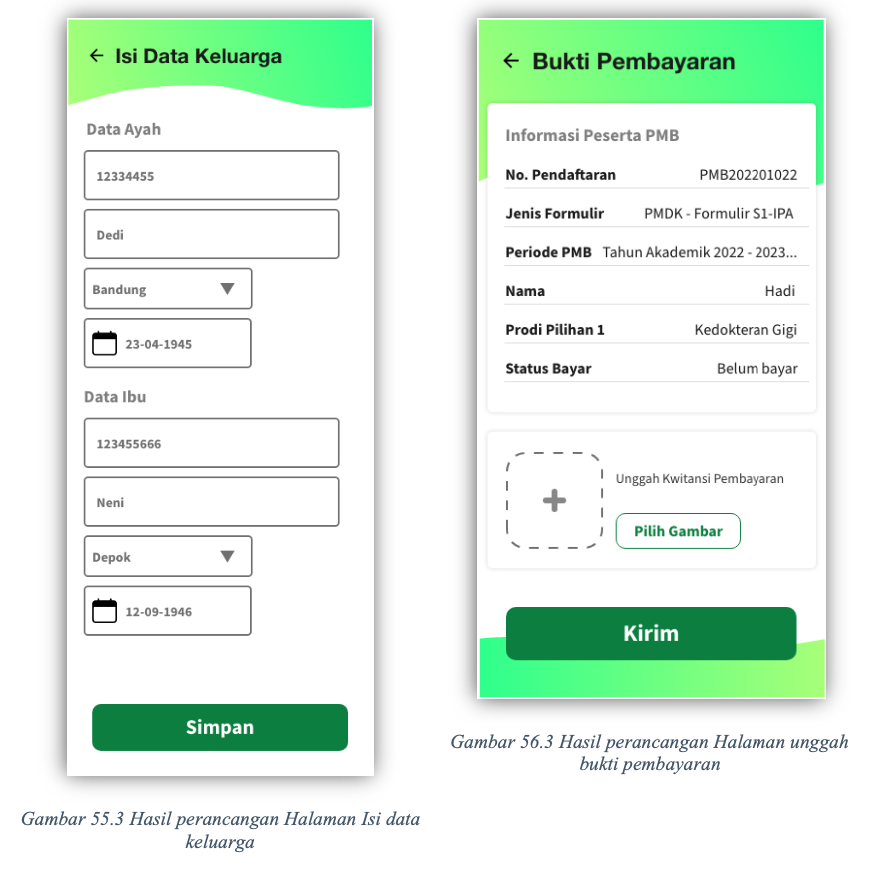 Isi Data Keluarga
Data Ayah
12334455
Dedi
Bandung
23-04-1945
Data Ibu
123455666
Neni
Depok
12-09-1946
Simpan
Gambar 55.3 Hasil perancangan Halaman Isi data
keluarga
Bukti Pembayaran
Informasi Peserta PMB
No. Pendaftaran PMB202201022
Jenis Formulir PMDK - Formulir S1-IPA
Periode PMB Tahun Akademik 2022 - 2023...
Nama Hadi
Prodi Pilihan 1 Kedokteran Gigi
Status Bayar Belum bayar
Unggah Kwitansi Pembayaran
Pilih Gambar
Kirim
Gambar 56.3 Hasil perancangan Halaman unggah
bukti pembayaran